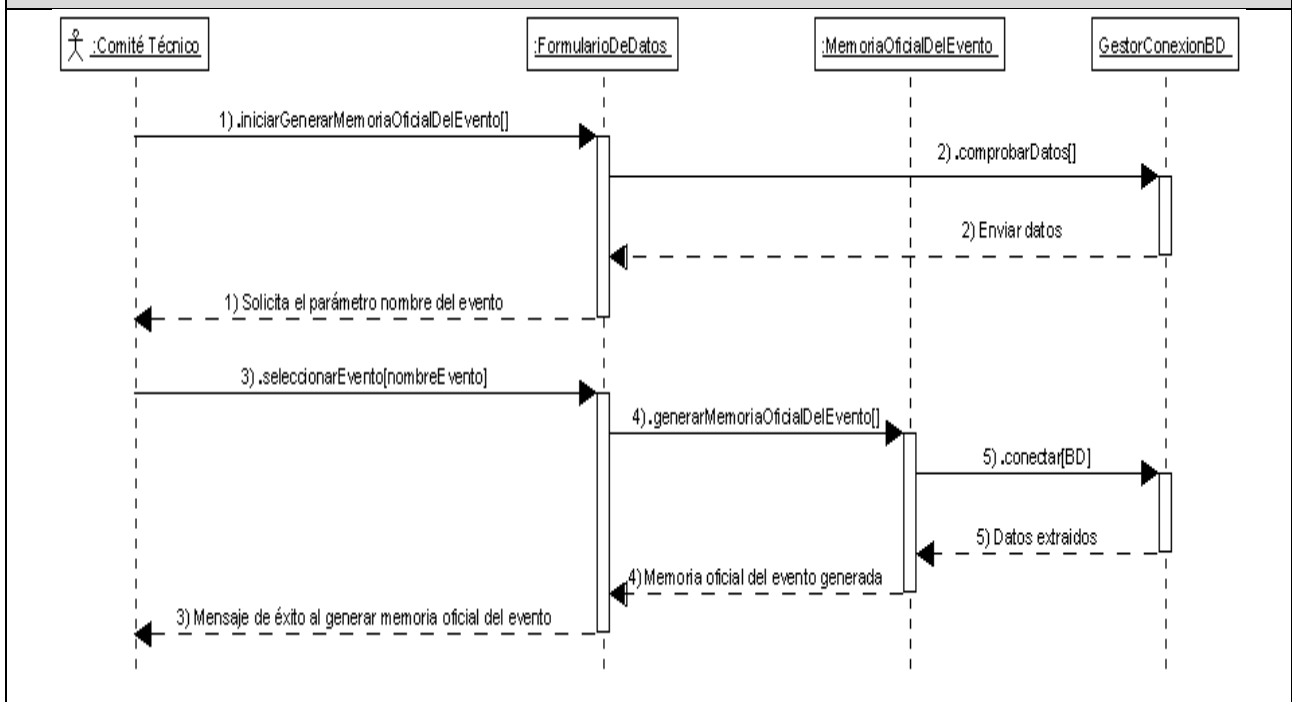 :Comité Técnico
:FormularioDeDatos
:MemoriaOficialDelEvento
GestorConexionBD
1) .iniciarGenerarMemoriaOficialDelEvento[]
2) .comprobarDatos[]
2) Enviar datos
1) Solicita el parámetro nombre del evento
3) .seleccionarEvento[nombreEvento]
4) .generarMemoriaOficialDelEvento[]
5) .conectar[BD]
5) Datos extraidos
4) Memoria oficial del evento generada
3) Mensaje de éxito al generar memoria oficial del evento